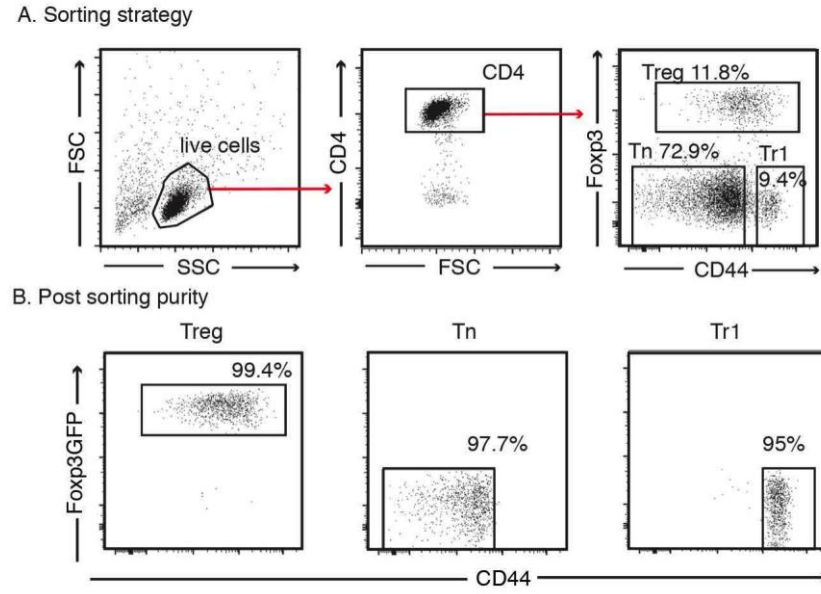 A. Sorting strategy
FSC
live cells
SSC
CD4
CD4
FSC
Foxp3
Treg 11.8%
Tn 72.9%
Tr1
9.4%
CD44
B. Post sorting purity
Treg
Tn
Tr1
Foxp3GFP
99.4%
97.7%
95%
CD44